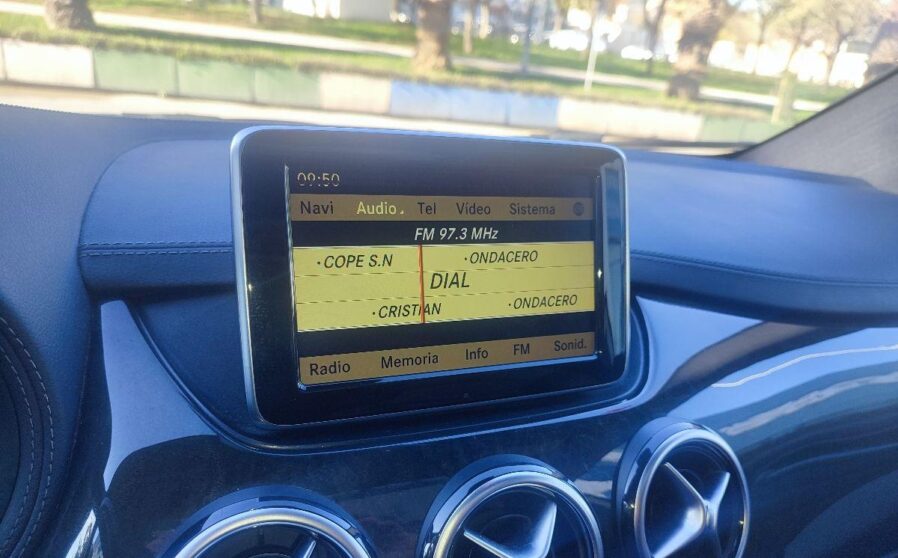 09:50
Navi Audio Tel Vídeo Sistema
FM 97.3 MHz
·COPE S.N ·ONDACERO
DIAL
·CRISTIAN ·ONDACERO
Radio Memoria Info FM Sonid.